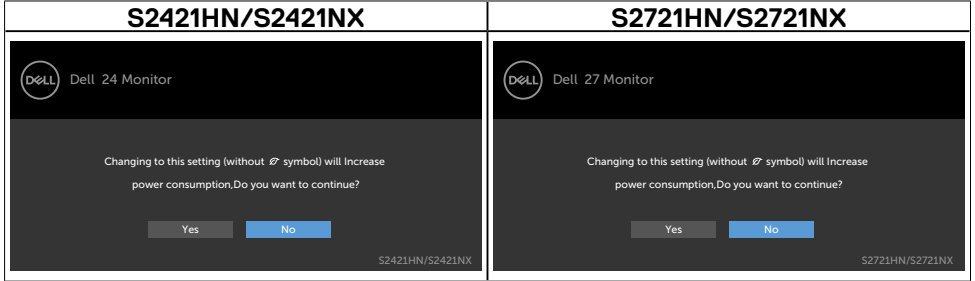 S2421HN/S2421NX
S2721HN/S2721NX
DELL Dell 24 Monitor
Changing to this setting (without symbol) will Increase
power consumption,Do you want to continue?
Yes No
S2421HN/S2421NX
DELL Dell 27 Monitor
Changing to this setting (without symbol) will Increase
power consumption,Do you want to continue?
Yes No
S2721HN/S2721NX